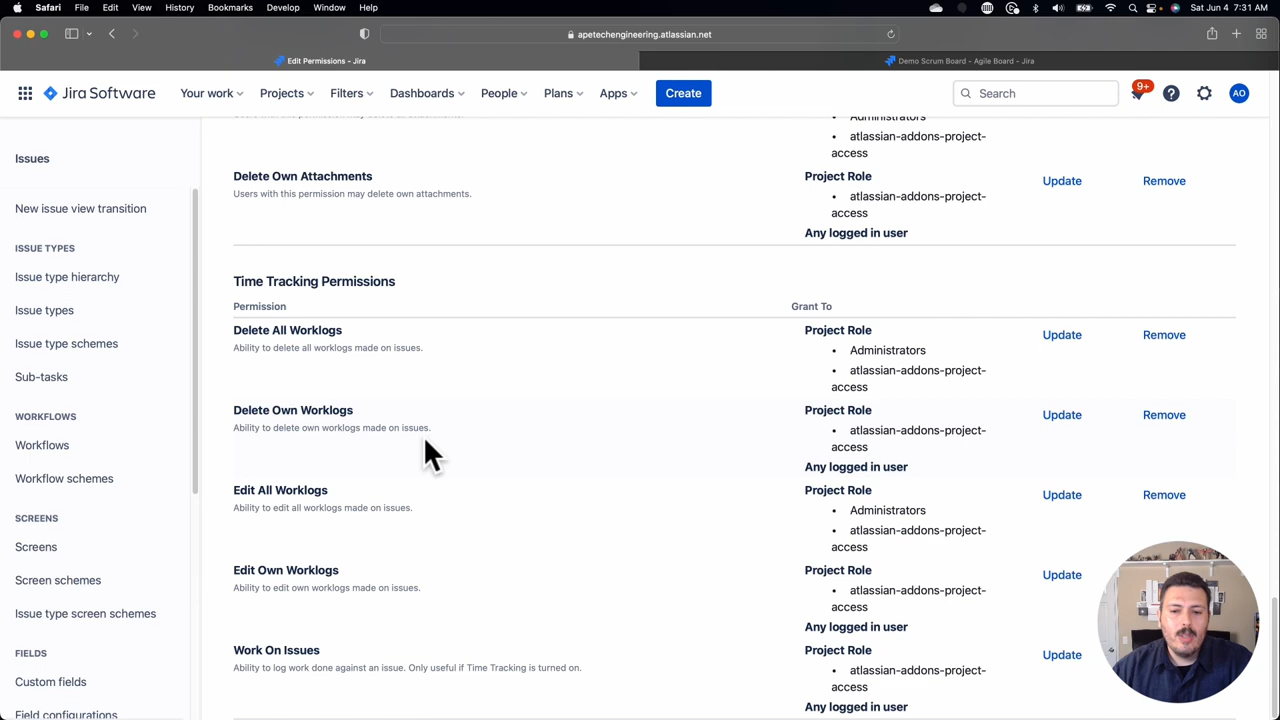 Safari File Edit View History Bookmarks Develop Window Help Sat Jun 4 7:31 AM
apetechengineering.atlassian.net
Edit Permissions - Jira
Demo Scrum Board - Agile Board - Jira
Jira Software Your work Projects Filters Dashboards People Plans Apps Create Search 9+ AO
Issues
New issue view transition
ISSUE TYPES
Issue type hierarchy
Issue types
Issue type schemes
Sub-tasks
WORKFLOWS
Workflows
Workflow schemes
SCREENS
Screens
Screen schemes
Issue type screen schemes
FIELDS
Custom fields
Field configurations
Administrators
• atlassian-addons-project-
access
Delete Own Attachments
Users with this permission may delete own attachments.
Project Role
• atlassian-addons-project-
access
Any logged in user
Update Remove
Time Tracking Permissions
Permission Grant To
Delete All Worklogs
Ability to delete all worklogs made on issues.
Project Role
• Administrators
• atlassian-addons-project-
access
Update Remove
Delete Own Worklogs
Ability to delete own worklogs made on issues.
Project Role
• atlassian-addons-project-
access
Any logged in user
Update Remove
Edit All Worklogs
Ability to edit all worklogs made on issues.
Project Role
• Administrators
• atlassian-addons-project-
access
Update Remove
Edit Own Worklogs
Ability to edit own worklogs made on issues.
Project Role
• atlassian-addons-project-
access
Any logged in user
Update
Work On Issues
Ability to log work done against an issue. Only useful if Time Tracking is turned on.
Project Role
• atlassian-addons-project-
access
Any logged in user
Update